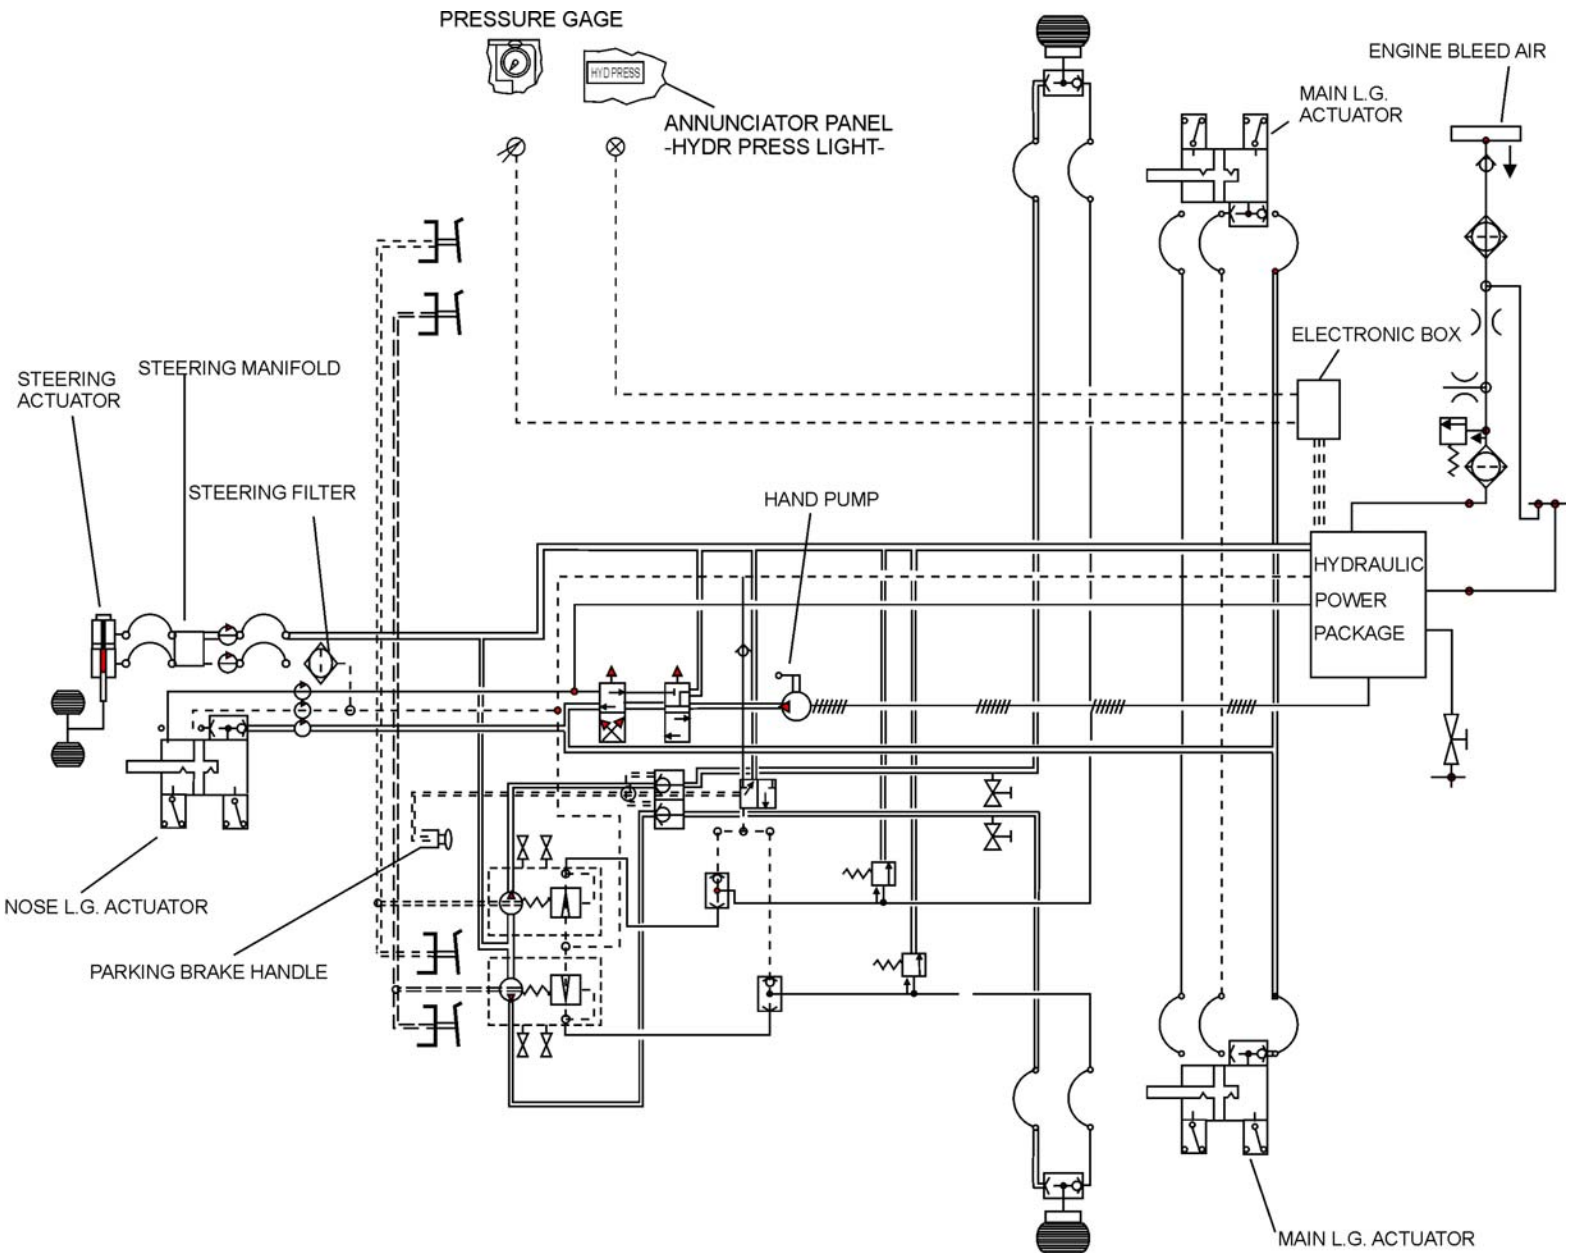 PRESSURE GAGE
HYD PRESS
ANNUNCIATOR PANEL
-HYDR PRESS LIGHT-
ENGINE BLEED AIR
MAIN L.G.
ACTUATOR
ELECTRONIC BOX
STEERING MANIFOLD
STEERING
ACTUATOR
STEERING FILTER
HAND PUMP
HYDRAULIC
POWER
PACKAGE
NOSE L.G. ACTUATOR
PARKING BRAKE HANDLE
MAIN L.G. ACTUATOR